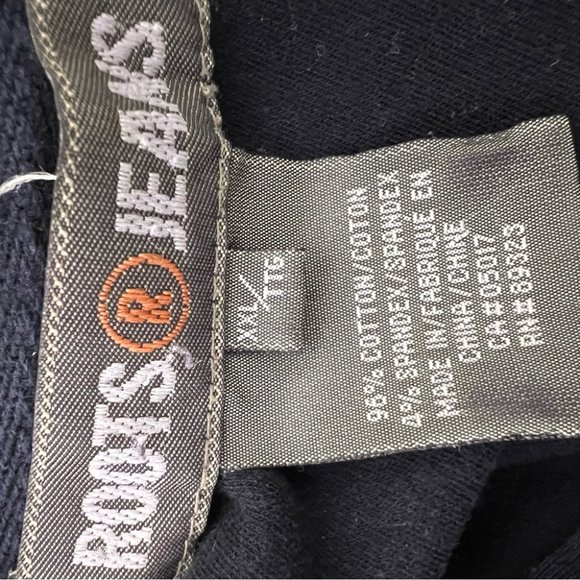 ROOTS R JEANS
XXL/TTG
96% COTTON/COTON
4% SPANDEX/SPANDEX
MADE IN/FABRIQUE EN
CHINA/CHINE
CA# 05017
RN# 89323